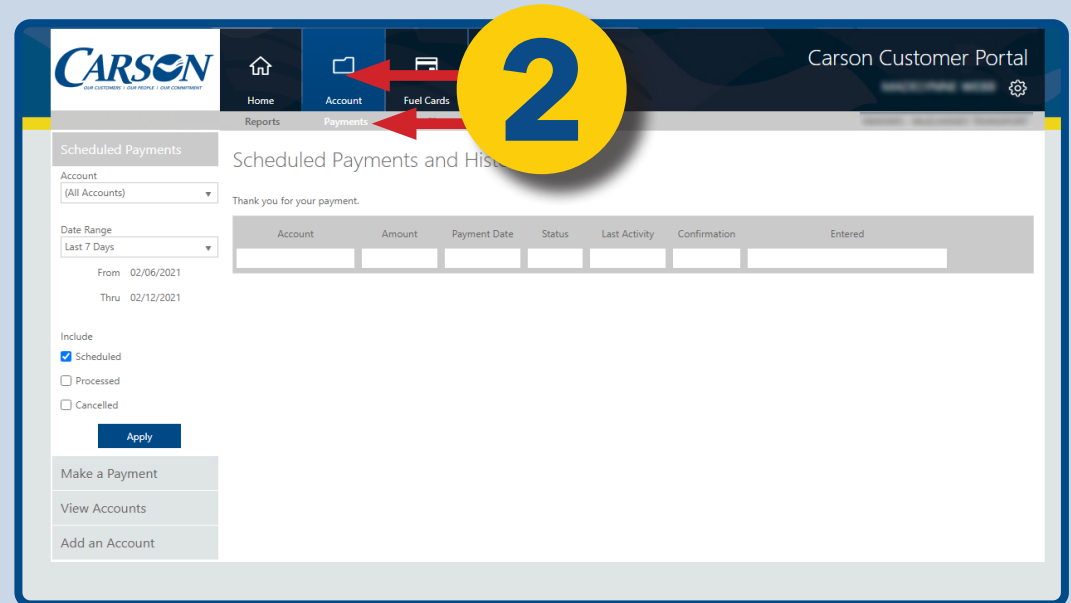 CARSON
OUR CUSTOMERS | OUR PEOPLE | OUR COMMITMENT
Home
Account
Fuel Cards
2
Carson Customer Portal
Reports
Payments
Scheduled Payments
Account
(All Accounts)
Date Range
Last 7 Days
From 02/06/2021
Thru 02/12/2021
Include
Scheduled
Processed
Cancelled
Apply
Make a Payment
View Accounts
Add an Account
Scheduled Payments and
Thank you for your payment.
Account Amount Payment Date Status Last Activity Confirmation Entered